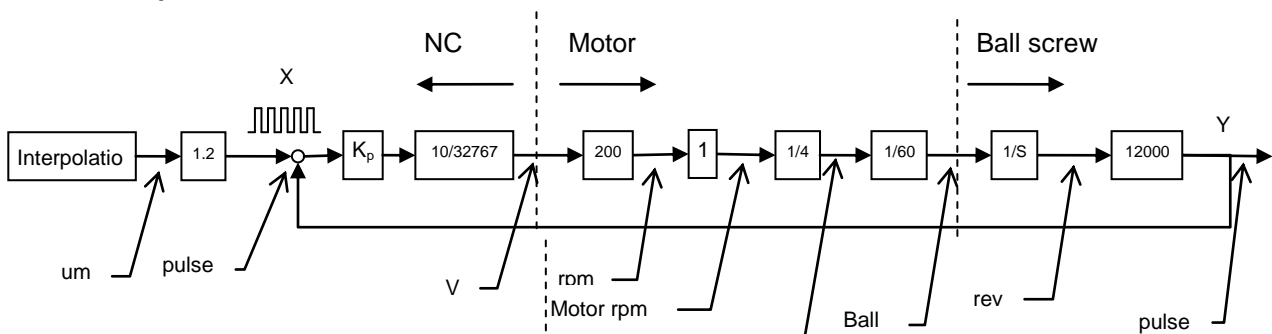 NC
Motor
Ball screw
X
Y
Interpolatio
1.2
Kp
10/32767
200
1
1/4
1/60
1/S
12000
um
pulse
V
rpm
Motor rpm
Ball
rev
pulse